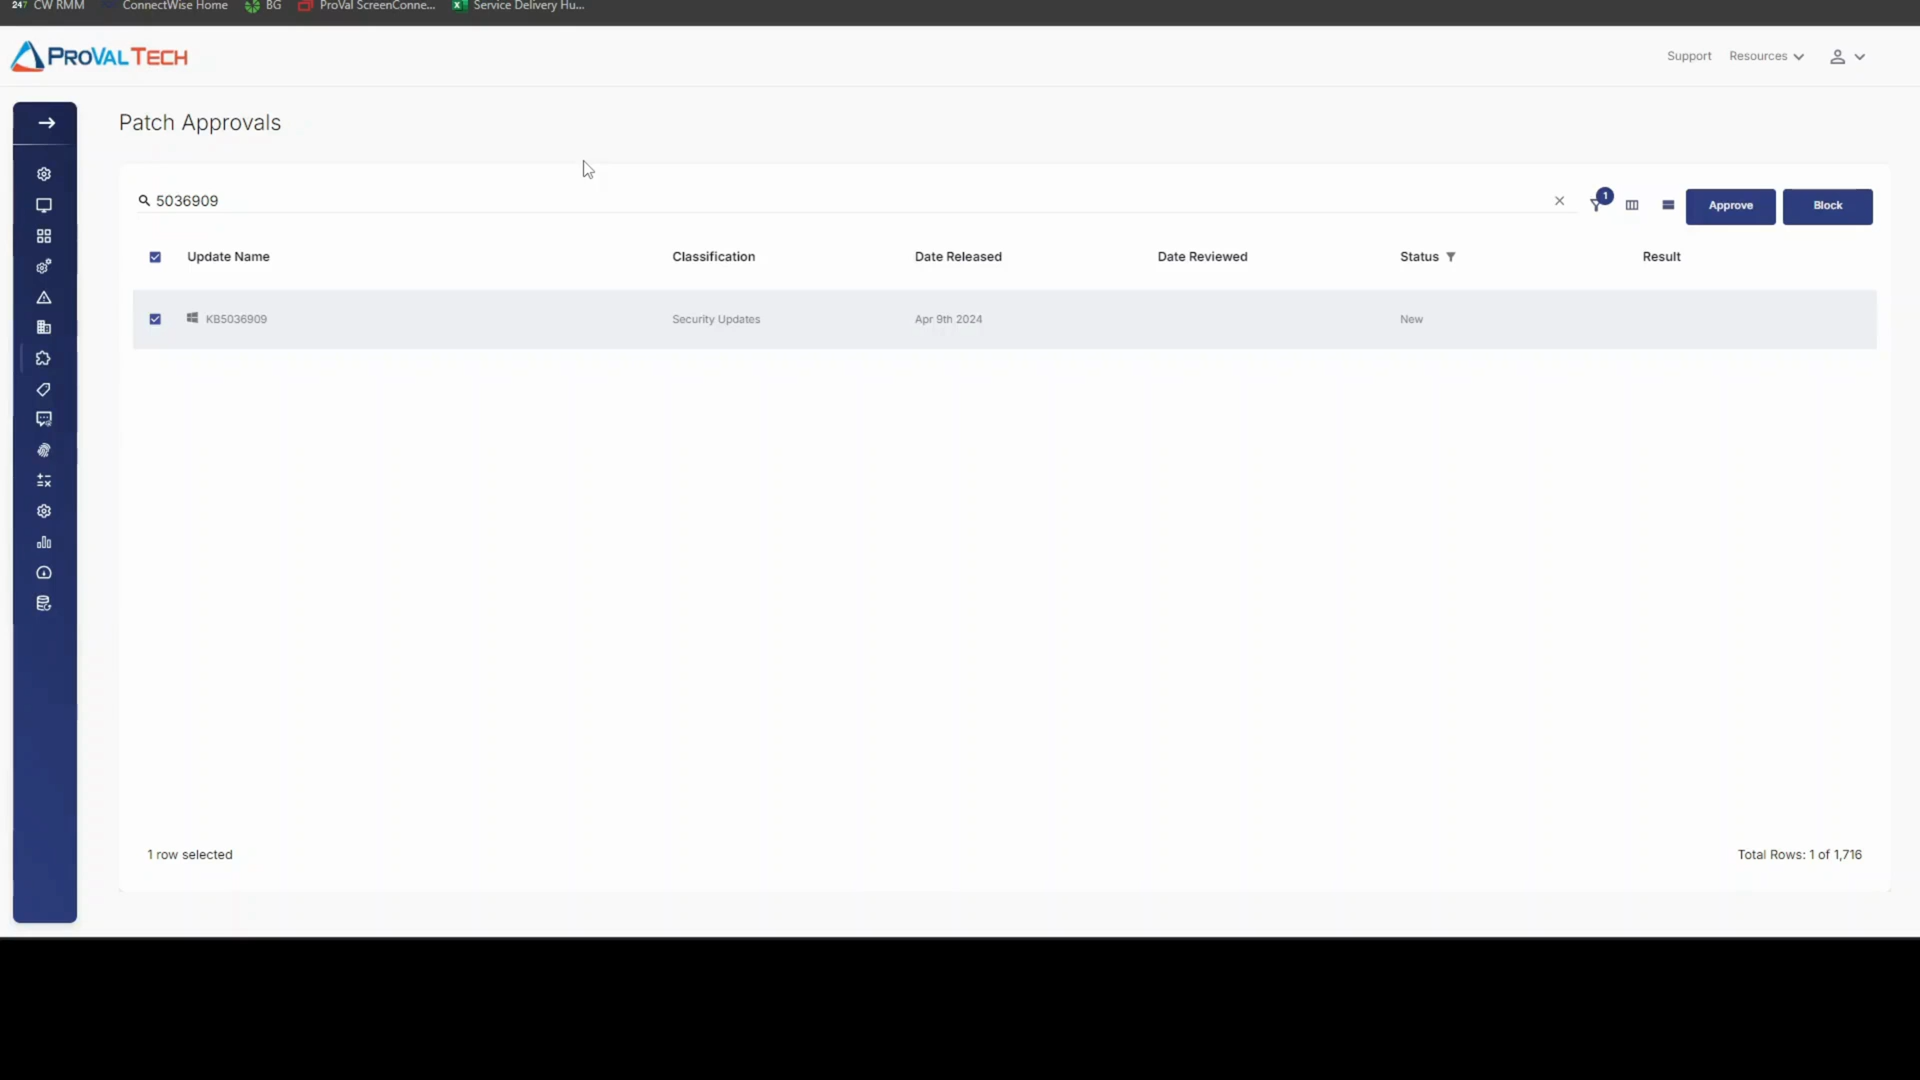 247 CW RMM ConnectWise Home BG ProVal ScreenConne... Service Delivery Hu...
PROVAL TECH
Support Resources
Patch Approvals
5036909
1
Approve Block
Update Name Classification Date Released Date Reviewed Status Result
KB5036909 Security Updates Apr 9th 2024 New
1 row selected Total Rows: 1 of 1,716